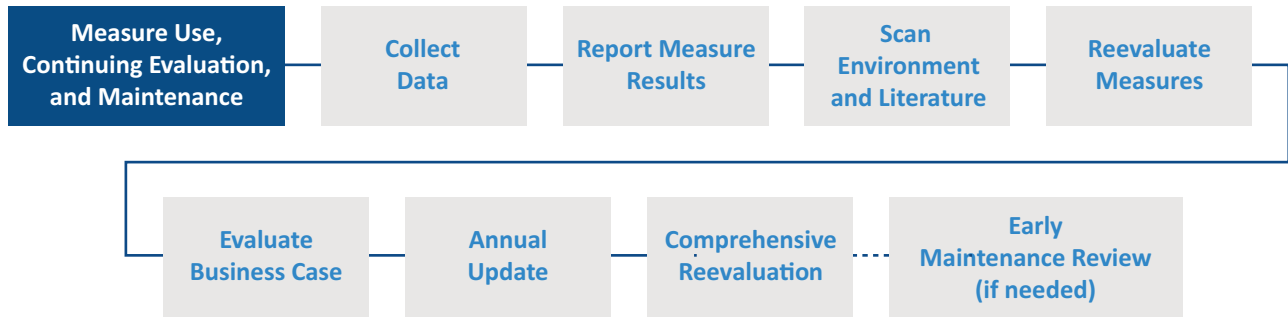 Measure Use,
Continuing Evaluation,
and Maintenance
Collect
Data
Report Measure
Results
Scan
Environment
and Literature
Reevaluate
Measures
Evaluate
Business Case
Annual
Update
Comprehensive
Reevaluation
Early
Maintenance Review
(if needed)